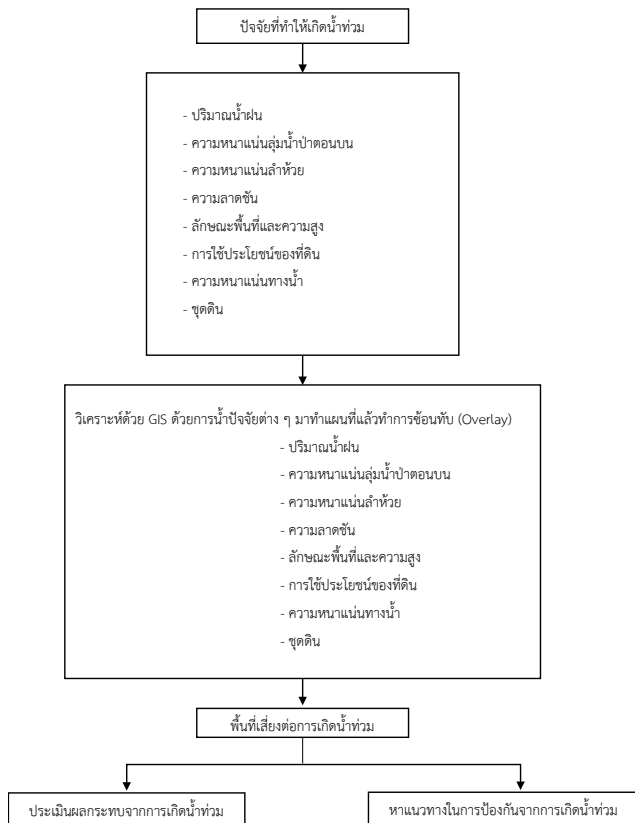 ปัจจัยที่ทำให้เกิดน้ำท่วม
- ปริมาณน้ำฝน
- ความหนาแน่นลุ่มน้ำป่าตอนบน
- ความหนาแน่นลำห้วย
- ความลาดชัน
- ลักษณะพื้นที่และความสูง
- การใช้ประโยชน์ของที่ดิน
- ความหนาแน่นทางน้ำ
- ชุดดิน
วิเคราะห์ด้วย GIS ด้วยการน้ำปัจจัยต่าง ๆ มาทำแผนที่แล้วทำการซ้อนทับ (Overlay)
- ปริมาณน้ำฝน
- ความหนาแน่นลุ่มน้ำป่าตอนบน
- ความหนาแน่นลำห้วย
- ความลาดชัน
- ลักษณะพื้นที่และความสูง
- การใช้ประโยชน์ของที่ดิน
- ความหนาแน่นทางน้ำ
- ชุดดิน
พื้นที่เสี่ยงต่อการเกิดน้ำท่วม
ประเมินผลกระทบจากการเกิดน้ำท่วม
หาแนวทางในการป้องกันจากการเกิดน้ำท่วม